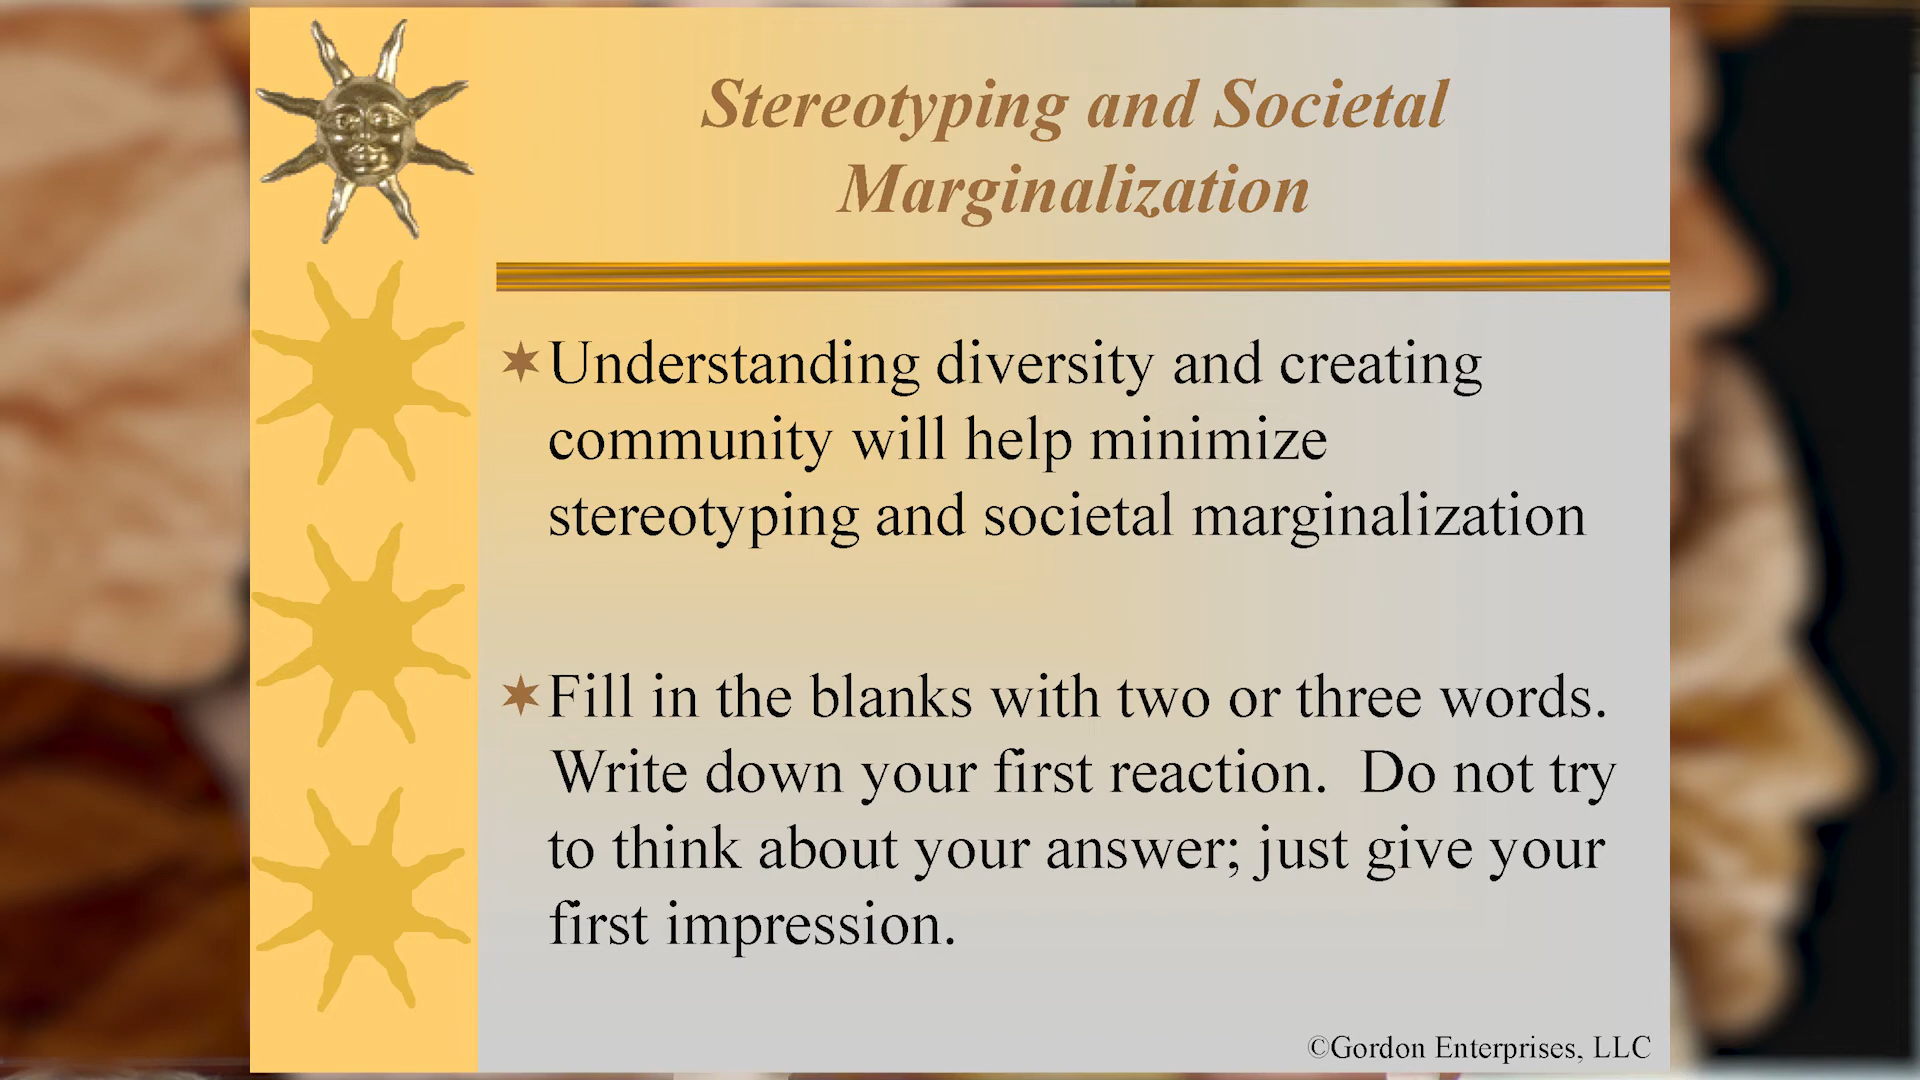 Stereotyping and Societal
Marginalization
Understanding diversity and creating
community will help minimize
stereotyping and societal marginalization
Fill in the blanks with two or three words.
Write down your first reaction.  Do not try
to think about your answer; just give your
first impression.
©Gordon Enterprises, LLC